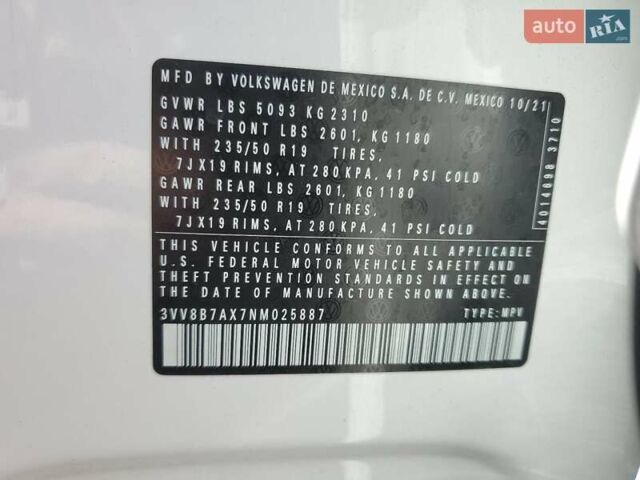 auto RIA.com
MFD BY VOLKSWAGEN DE MEXICO S.A. DE C.V. MEXICO 10/21
GVWR LBS 5093 KG 2310
GAWR FRONT LBS 2601, KG 1180
WITH 235/50 R19 TIRES,
7JX19 RIMS, AT 280 KPA, 41 PSI COLD
GAWR REAR LBS 2601, KG 1180
WITH 235/50 R19 TIRES,
7JX19 RIMS, AT 280 KPA, 41 PSI COLD
THIS VEHICLE CONFORMS TO ALL APPLICABLE
U.S. FEDERAL MOTOR VEHICLE SAFETY AND
THEFT PREVENTION STANDARDS IN EFFECT
ON THE DATE OF MANUFACTURE SHOWN ABOVE.
3VV8B7AX7NM025887 TYPE: MPV
4014698 3710